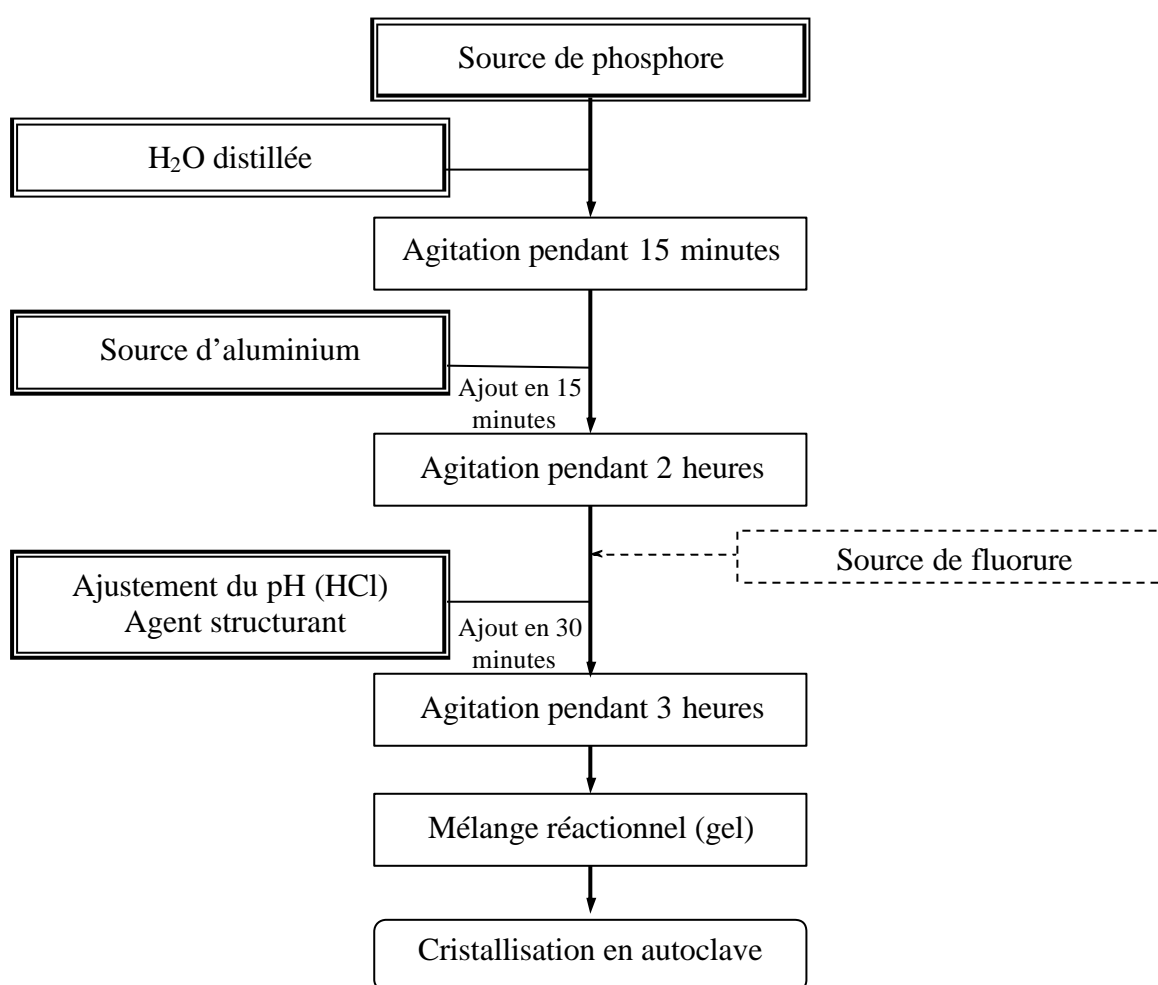 Source de phosphore
H₂O distillée
Agitation pendant 15 minutes
Source d’aluminium
Ajout en 15
minutes
Agitation pendant 2 heures
Source de fluorure
Ajustement du pH (HCl)
Agent structurant
Ajout en 30
minutes
Agitation pendant 3 heures
Mélange réactionnel (gel)
Cristallisation en autoclave